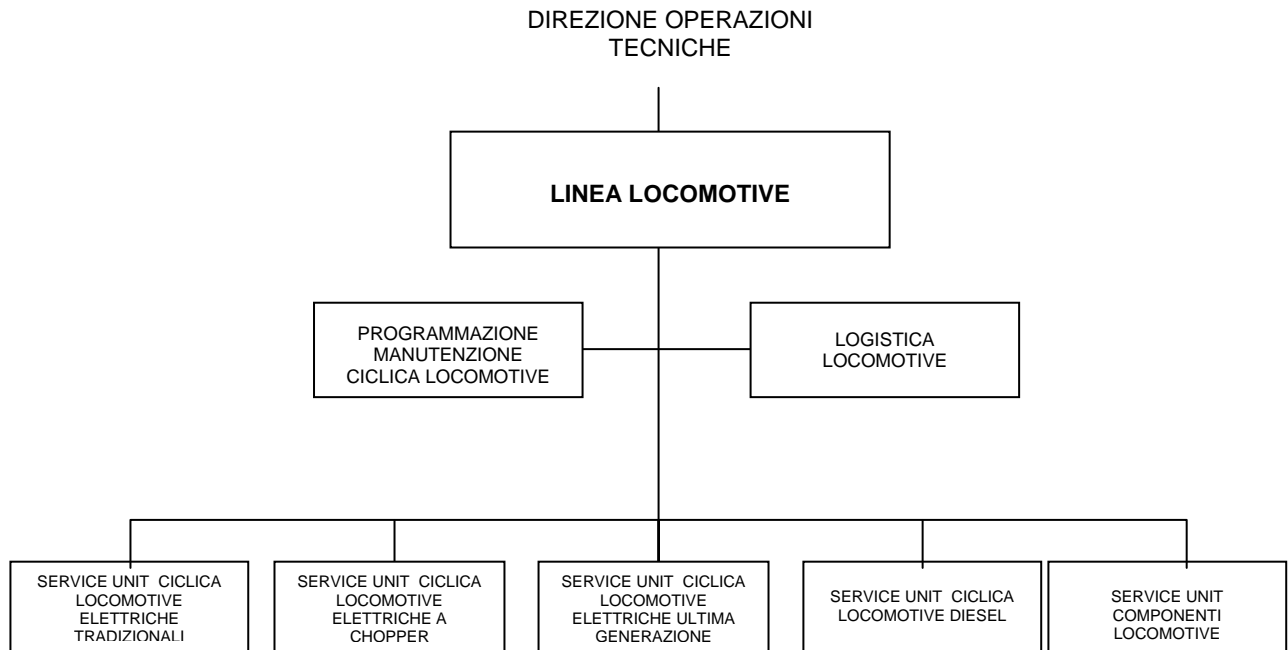 DIREZIONE OPERAZIONI
TECNICHE
LINEA LOCOMOTIVE
PROGRAMMAZIONE
MANUTENZIONE
CICLICA LOCOMOTIVE
LOGISTICA
LOCOMOTIVE
SERVICE UNIT CICLICA
LOCOMOTIVE
ELETTRICHE
TRADIZIONALI
SERVICE UNIT CICLICA
LOCOMOTIVE
ELETTRICHE A
CHOPPER
SERVICE UNIT CICLICA
LOCOMOTIVE
ELETTRICHE ULTIMA
GENERAZIONE
SERVICE UNIT CICLICA
LOCOMOTIVE DIESEL
SERVICE UNIT
COMPONENTI
LOCOMOTIVE